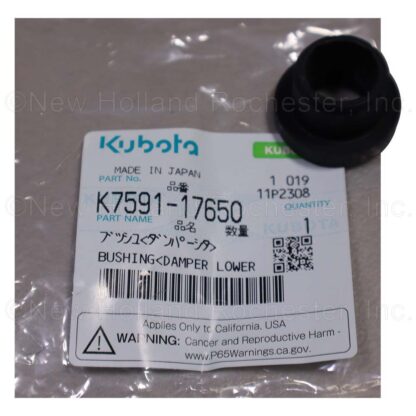 ©New Holland Rochester, Inc.
Kubota
KUBO
MADE IN JAPAN
PART No. 品番
1 019
K7591-17650
11P2308
PART NAME 品名 数量 QUANTITY
KUBOTA
ブッシュ<ダンパーシタ>
BUSHING<DAMPER LOWER
Applies Only to California, USA
WARNING: Cancer and Reproductive Harm -
www.P65Warnings.ca.gov.